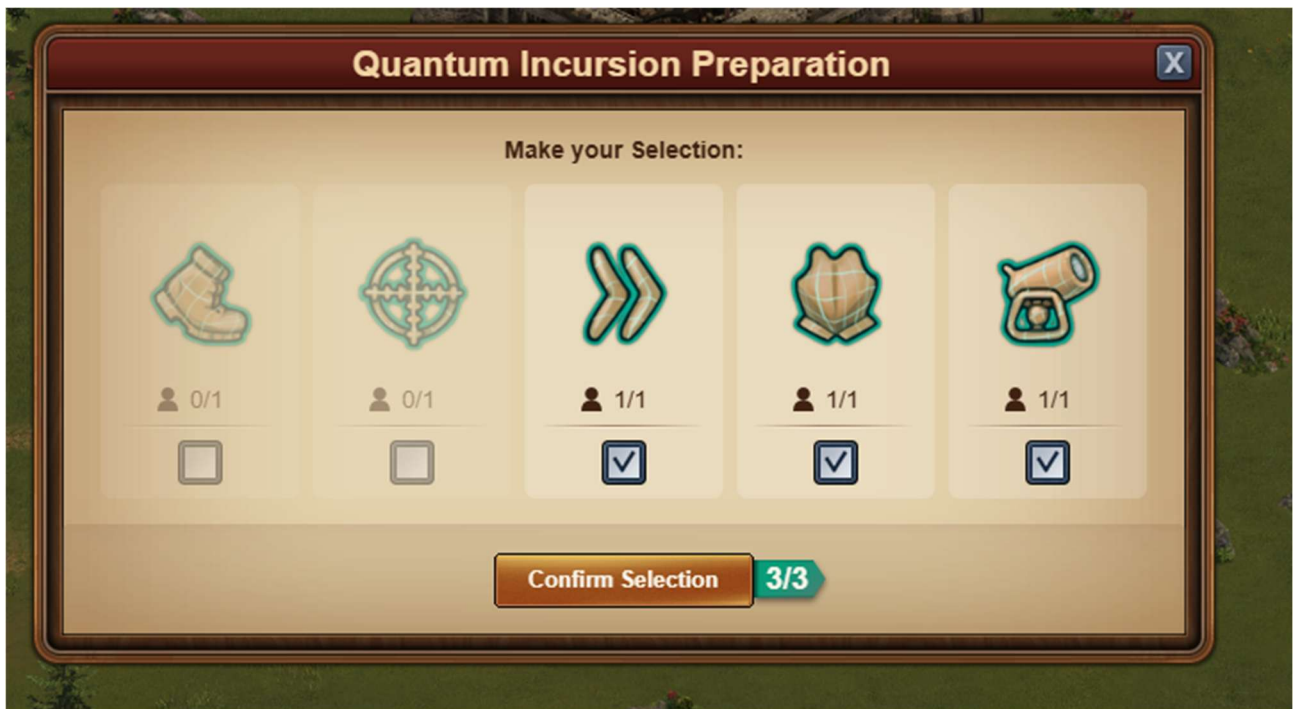 Quantum Incursion Preparation
X
Make your Selection:
0/1
0/1
1/1
1/1
1/1
Confirm Selection
3/3